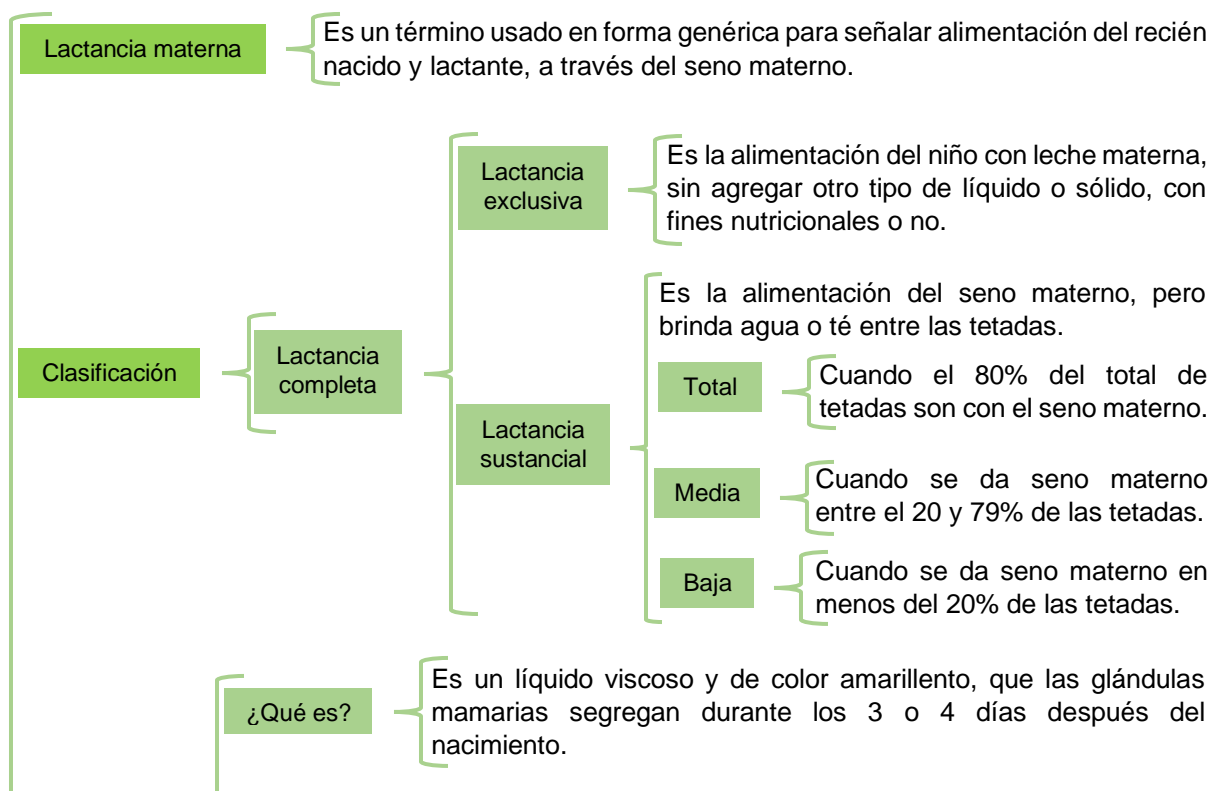 Lactancia materna
Es un término usado en forma genérica para señalar alimentación del recién
nacido y lactante, a través del seno materno.
Clasificación
Lactancia
completa
Lactancia
exclusiva
Es la alimentación del niño con leche materna,
sin agregar otro tipo de líquido o sólido, con
fines nutricionales o no.
Lactancia
sustancial
Es la alimentación del seno materno, pero
brinda agua o té entre las tetadas.
Total
Cuando el 80% del total de
tetadas son con el seno materno.
Media
Cuando se da seno materno
entre el 20 y 79% de las tetadas.
Baja
Cuando se da seno materno en
menos del 20% de las tetadas.
¿Qué es?
Es un líquido viscoso y de color amarillento, que las glándulas
mamarias segregan durante los 3 o 4 días después del
nacimiento.